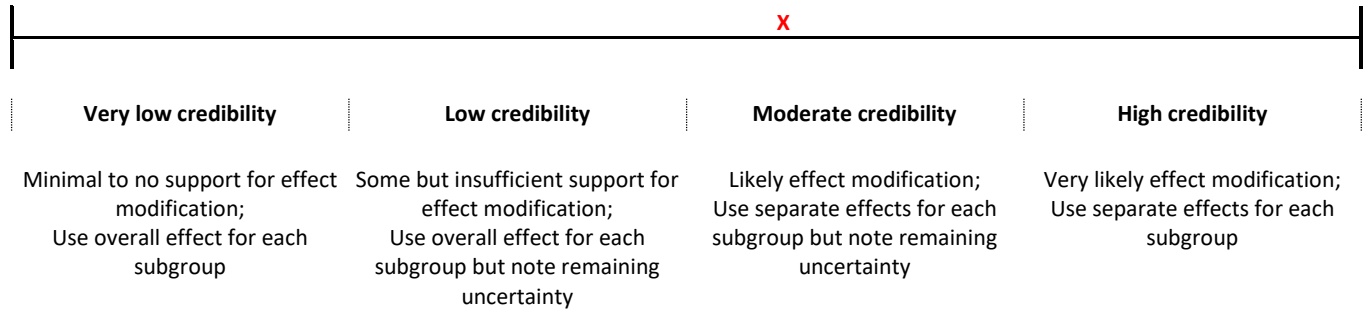 X
Very low credibility
Low credibility
Moderate credibility
High credibility
Minimal to no support for effect
modification;
Use overall effect for each
subgroup
Some but insufficient support for
effect modification;
Use overall effect for each
subgroup but note remaining
uncertainty
Likely effect modification;
Use separate effects for each
subgroup but note remaining
uncertainty
Very likely effect modification;
Use separate effects for each
subgroup